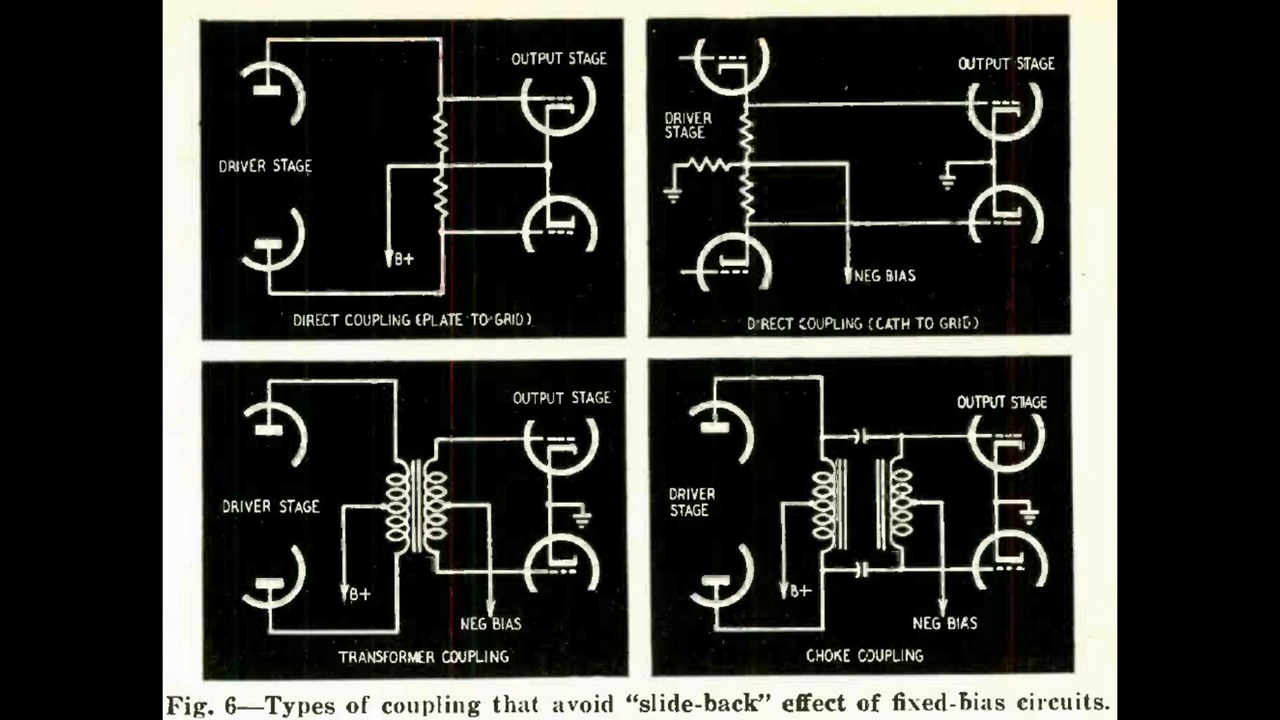 OUTPUT STAGE
DRIVER STAGE
B+
DIRECT COUPLING (PLATE TO GRID)
OUTPUT STAGE
DRIVER
STAGE
NEG BIAS
DIRECT COUPLING (CATH TO GRID)
OUTPUT STAGE
DRIVER STAGE
B+
NEG BIAS
TRANSFORMER COUPLING
OUTPUT STAGE
DRIVER
STAGE
B+
NEG BIAS
CHOKE COUPLING
Fig. 6—Types of coupling that avoid “slide-back” effect of fixed-bias circuits.